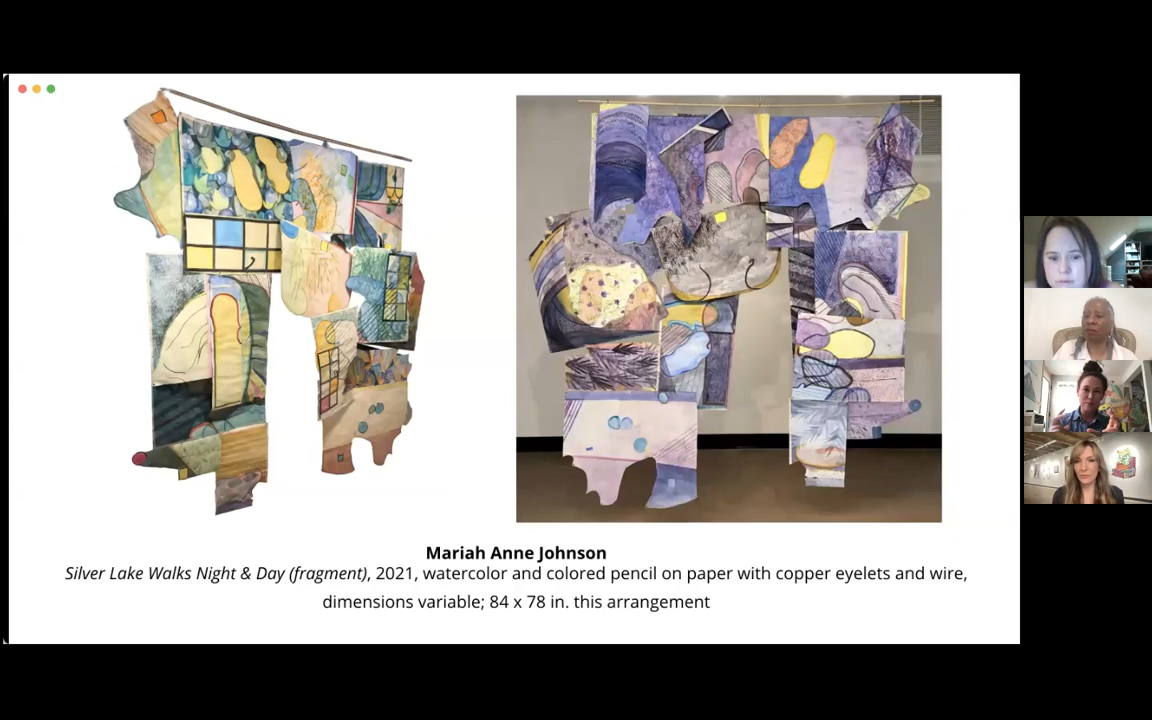 Mariah Anne Johnson
Silver Lake Walks Night & Day (fragment), 2021, watercolor and colored pencil on paper with copper eyelets and wire,
dimensions variable; 84 x 78 in. this arrangement